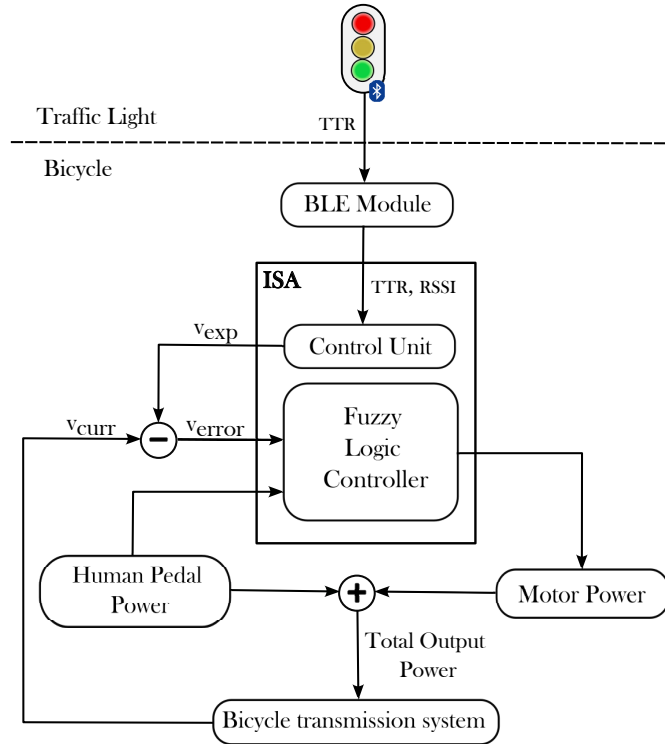 Traffic Light
TTR
Bicycle
BLE Module
ISA
TTR, RSSI
vexp
Control Unit
vcurr
verror
Fuzzy
Logic
Controller
Human Pedal
Power
Motor Power
Total Output
Power
Bicycle transmission system